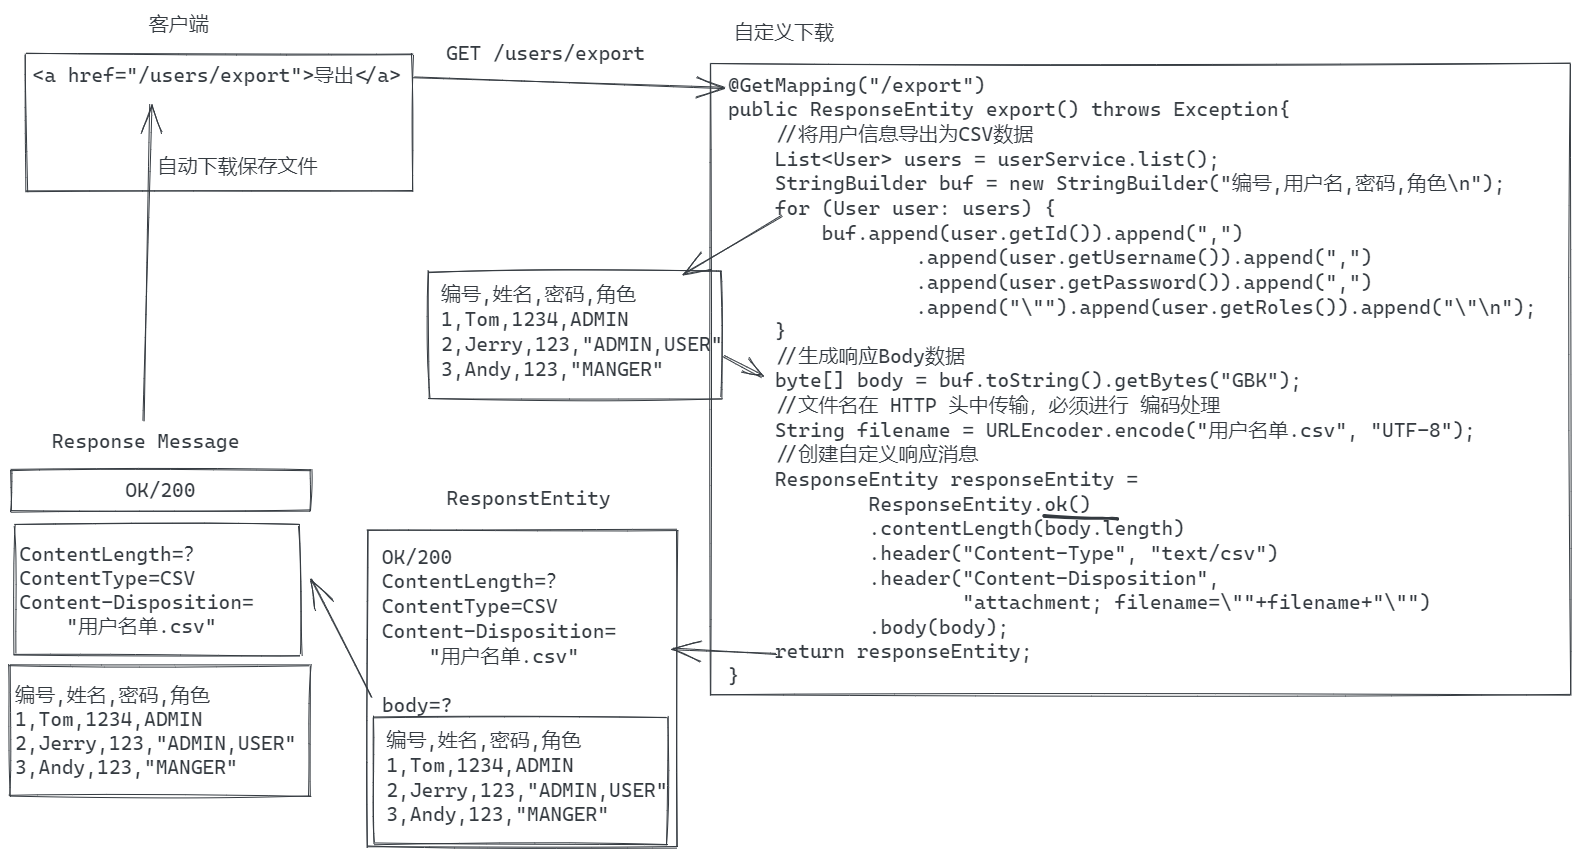 客户端
<a href="/users/export">导出</a>
自动下载保存文件
GET /users/export
自定义下载
@GetMapping("/export")
public ResponseEntity export() throws Exception{
    //将用户信息导出为CSV数据
    List<User> users = userService.list();
    StringBuilder buf = new StringBuilder("编号,用户名,密码,角色\n");
    for (User user: users) {
        buf.append(user.getId()).append(",")
                .append(user.getUsername()).append(",")
                .append(user.getPassword()).append(",")
                .append("\"").append(user.getRoles()).append("\"\n");
    }
    //生成响应Body数据
    byte[] body = buf.toString().getBytes("GBK");
    //文件名在 HTTP 头中传输，必须进行 编码处理
    String filename = URLEncoder.encode("用户名单.csv", "UTF-8");
    //创建自定义响应消息
    ResponseEntity responseEntity =
            ResponseEntity.ok()
            .contentLength(body.length)
            .header("Content-Type", "text/csv")
            .header("Content-Disposition",
                    "attachment; filename=\""+filename+"\"")
            .body(body);
    return responseEntity;
}
编号,姓名,密码,角色
1,Tom,1234,ADMIN
2,Jerry,123,"ADMIN,USER"
3,Andy,123,"MANGER"
ResponstEntity
OK/200
ContentLength=?
ContentType=CSV
Content-Disposition=
    "用户名单.csv"
body=?
编号,姓名,密码,角色
1,Tom,1234,ADMIN
2,Jerry,123,"ADMIN,USER"
3,Andy,123,"MANGER"
Response Message
OK/200
ContentLength=?
ContentType=CSV
Content-Disposition=
    "用户名单.csv"
编号,姓名,密码,角色
1,Tom,1234,ADMIN
2,Jerry,123,"ADMIN,USER"
3,Andy,123,"MANGER"